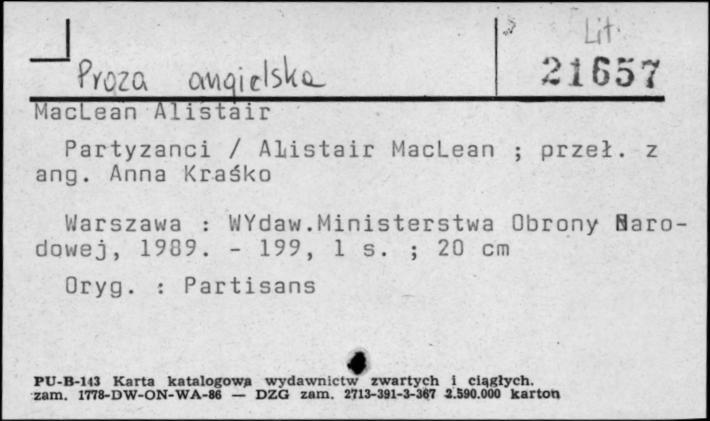 Lit.
21657
Proza angielska
MacLean Alistair
Partyzanci / Alistair MacLean ; przeł. z
ang. Anna Kraśko
Warszawa : WYdaw.Ministerstwa Obrony Naro-
dowej, 1989. - 199, 1 s. ; 20 cm
Oryg. : Partisans
PU-B-143 Karta katalogowa wydawnictw zwartych i ciągłych.
zam. 1778-DW-ON-WA-86 — DZG zam. 2713-391-3-367 2.590.000 karton